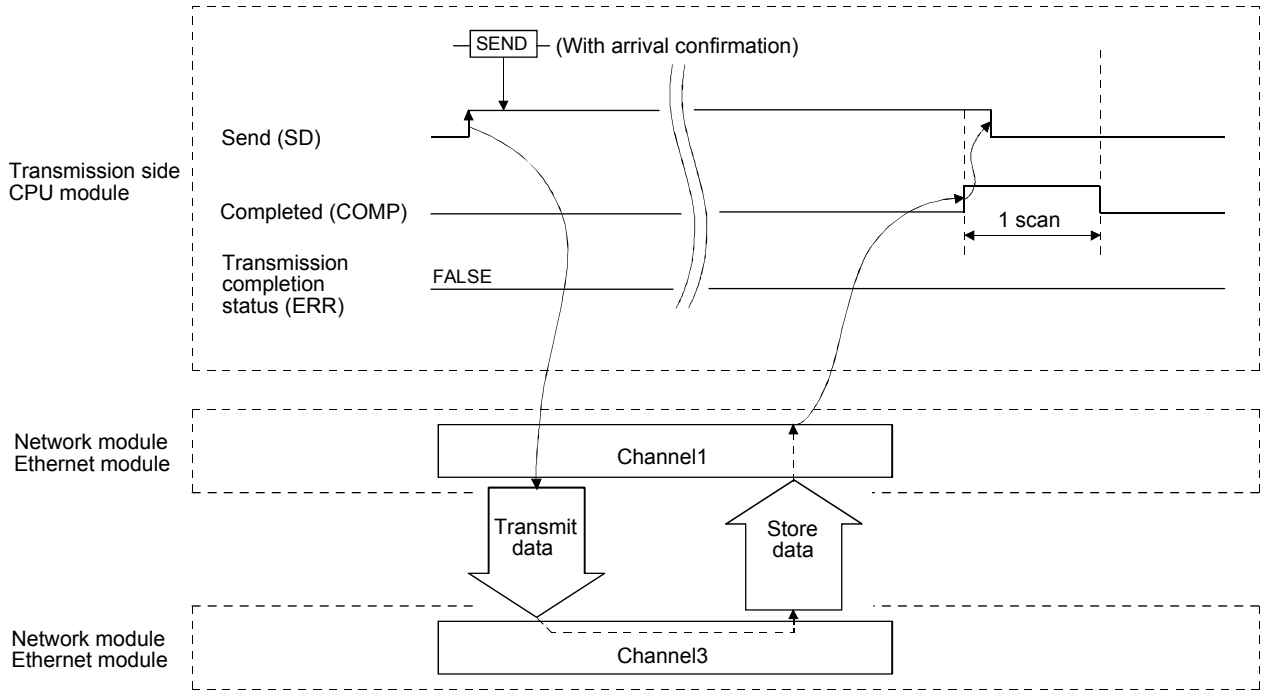 SEND (With arrival confirmation)
Send (SD)
Transmission side
CPU module
Completed (COMP)
1 scan
Transmission
completion
status (ERR)
FALSE
Network module
Ethernet module
Channel1
Transmit
data
Store
data
Network module
Ethernet module
Channel3